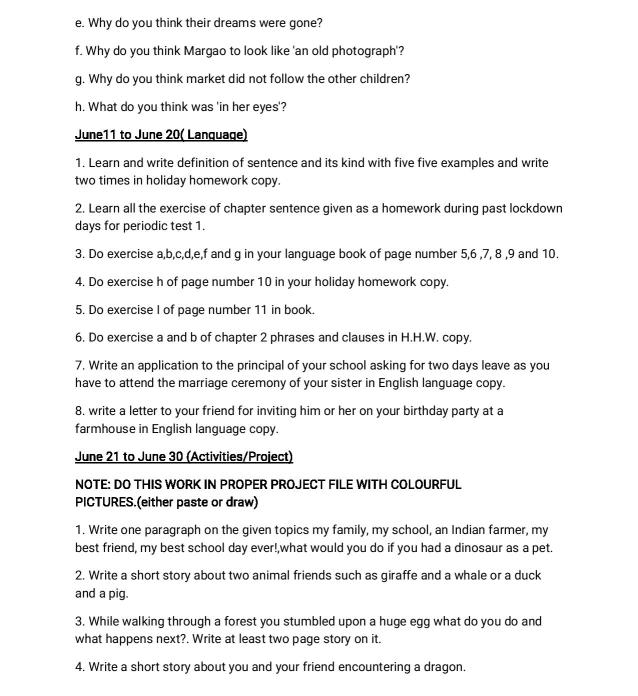 e. Why do you think their dreams were gone?
f. Why do you think Margao to look like 'an old photograph'?
g. Why do you think market did not follow the other children?
h. What do you think was 'in her eyes'?
June11 to June 20( Language)
1. Learn and write definition of sentence and its kind with five five examples and write
two times in holiday homework copy.
2. Learn all the exercise of chapter sentence given as a homework during past lockdown
days for periodic test 1.
3. Do exercise a,b,c,d,e,f and g in your language book of page number 5,6 ,7, 8 ,9 and 10.
4. Do exercise h of page number 10 in your holiday homework copy.
5. Do exercise I of page number 11 in book.
6. Do exercise a and b of chapter 2 phrases and clauses in H.H.W. copy.
7. Write an application to the principal of your school asking for two days leave as you
have to attend the marriage ceremony of your sister in English language copy.
8. write a letter to your friend for inviting him or her on your birthday party at a
farmhouse in English language copy.
June 21 to June 30 (Activities/Project)
NOTE: DO THIS WORK IN PROPER PROJECT FILE WITH COLOURFUL
PICTURES.(either paste or draw)
1. Write one paragraph on the given topics my family, my school, an Indian farmer, my
best friend, my best school day ever!,what would you do if you had a dinosaur as a pet.
2. Write a short story about two animal friends such as giraffe and a whale or a duck
and a pig.
3. While walking through a forest you stumbled upon a huge egg what do you do and
what happens next?. Write at least two page story on it.
4. Write a short story about you and your friend encountering a dragon.